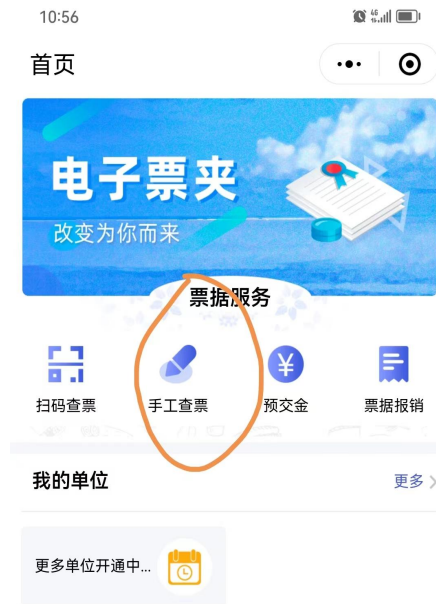 10:56
首页
电子票夹
改变为你而来
票据服务
扫码查票 手工查票 预交金 票据报销
我的单位 更多
更多单位开通中...